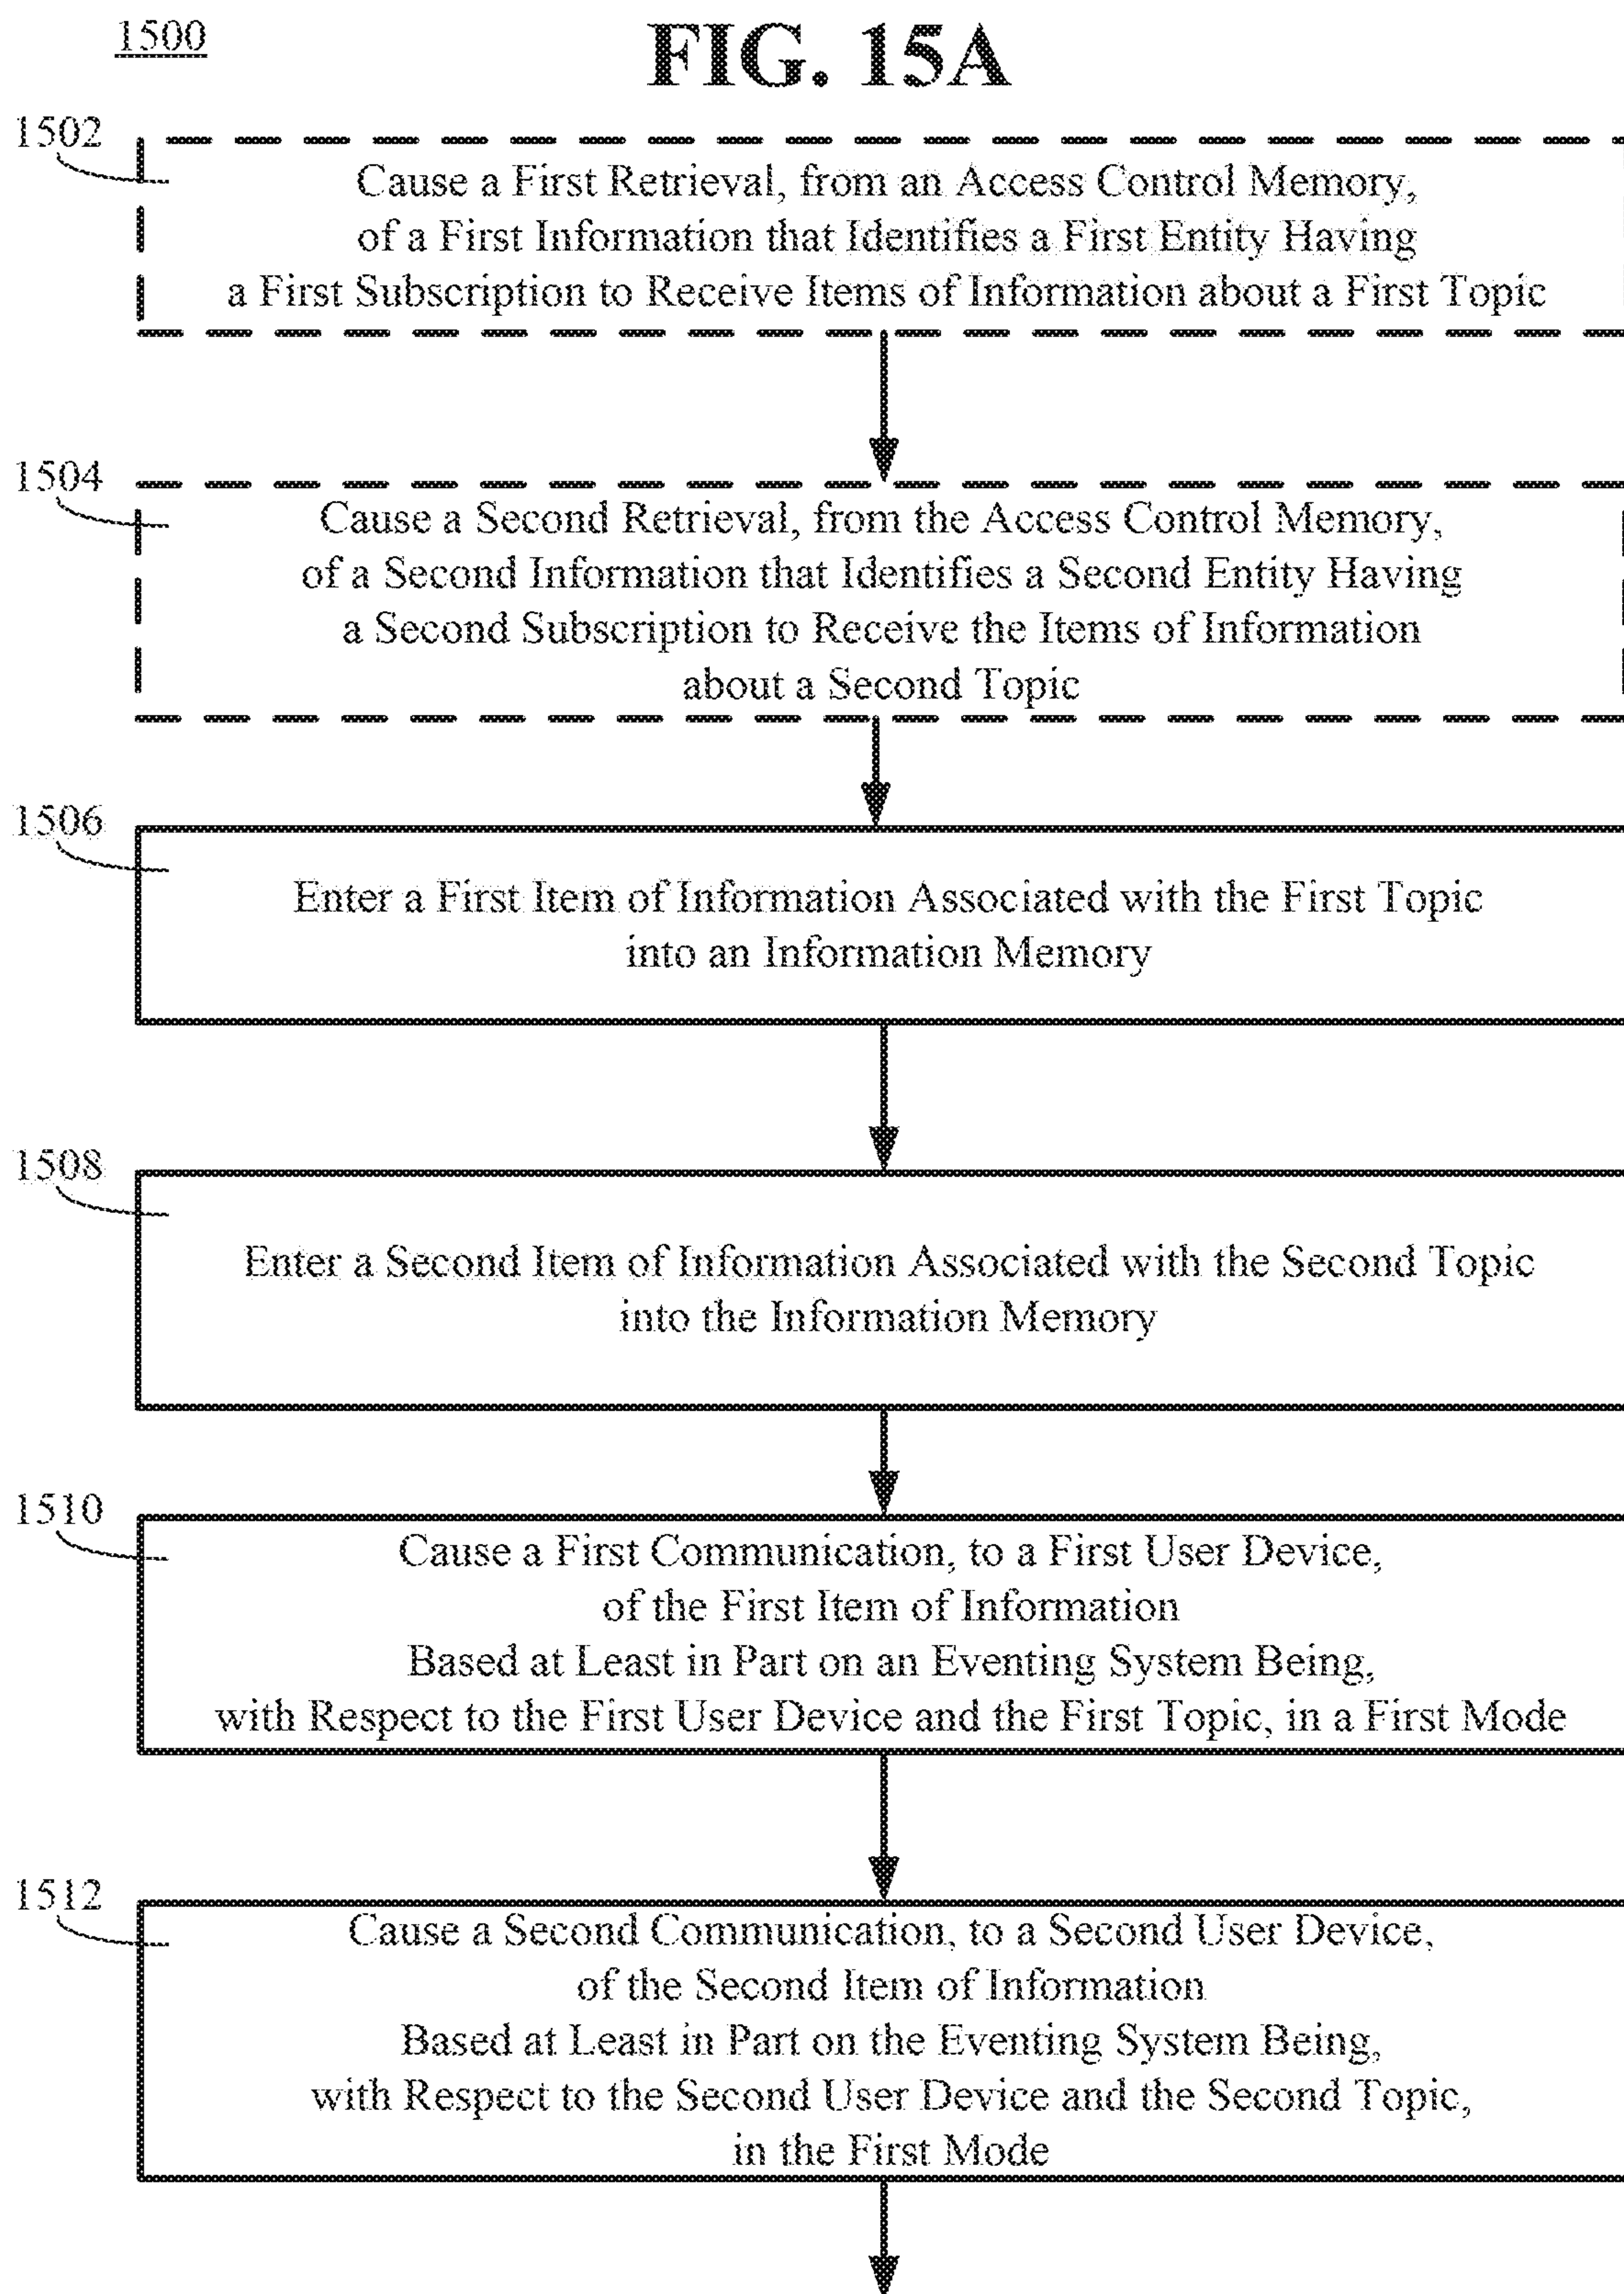 1500
FIG. 15A
1502
Cause a First Retrieval, from an Access Control Memory,
of a First Information that Identifies a First Entity Having
a First Subscription to Receive Items of Information about a First Topic
1504
Cause a Second Retrieval, from the Access Control Memory,
of a Second Information that Identifies a Second Entity Having
a Second Subscription to Receive the Items of Information
about a Second Topic
1506
Enter a First Item of Information Associated with the First Topic
into an Information Memory
1508
Enter a Second Item of Information Associated with the Second Topic
into the Information Memory
1510
Cause a First Communication, to a First User Device,
of the First Item of Information
Based at Least in Part on an Eventing System Being,
with Respect to the First User Device and the First Topic, in a First Mode
1512
Cause a Second Communication, to a Second User Device,
of the Second Item of Information
Based at Least in Part on the Eventing System Being,
with Respect to the Second User Device and the Second Topic,
in the First Mode